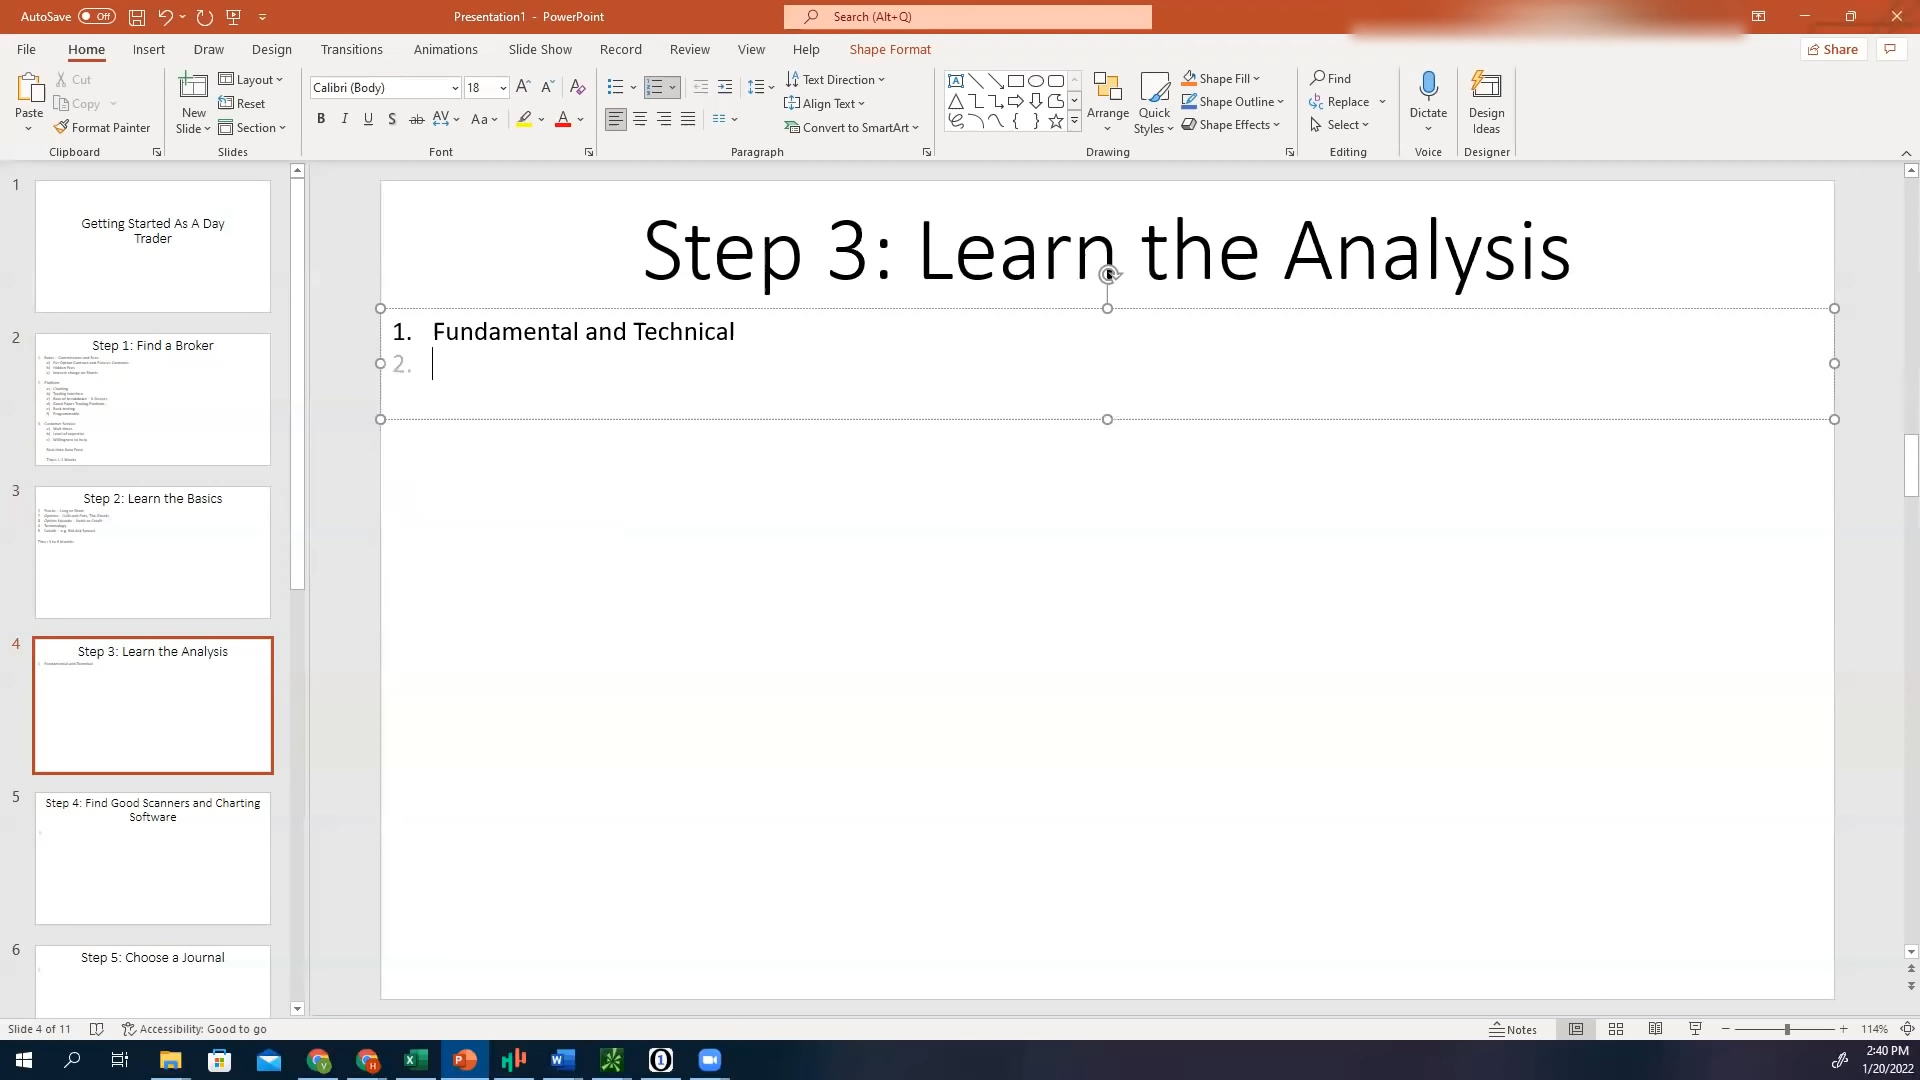 AutoSave Off
Presentation1 - PowerPoint
Search (Alt+Q)
File Home Insert Draw Design Transitions Animations Slide Show Record Review View Help Shape Format
Share
Paste
Cut
Copy
Format Painter
Clipboard
New
Slide
Layout
Reset
Section
Slides
Calibri (Body) 18
B I U S ab AV Aa A
Font
Text Direction
Align Text
Convert to SmartArt
Paragraph
Arrange
Quick
Styles
Shape Fill
Shape Outline
Shape Effects
Drawing
Find
Replace
Select
Editing
Dictate
Voice
Design
Ideas
Designer
1
Getting Started As A Day
Trader
2
Step 1: Find a Broker
3
Step 2: Learn the Basics
4
Step 3: Learn the Analysis
Fundamental and Technical
5
Step 4: Find Good Scanners and Charting
Software
6
Step 5: Choose a Journal
Step 3: Learn the Analysis
1. Fundamental and Technical
2.
Slide 4 of 11
Accessibility: Good to go
Notes
114%
2:40 PM
1/20/2022